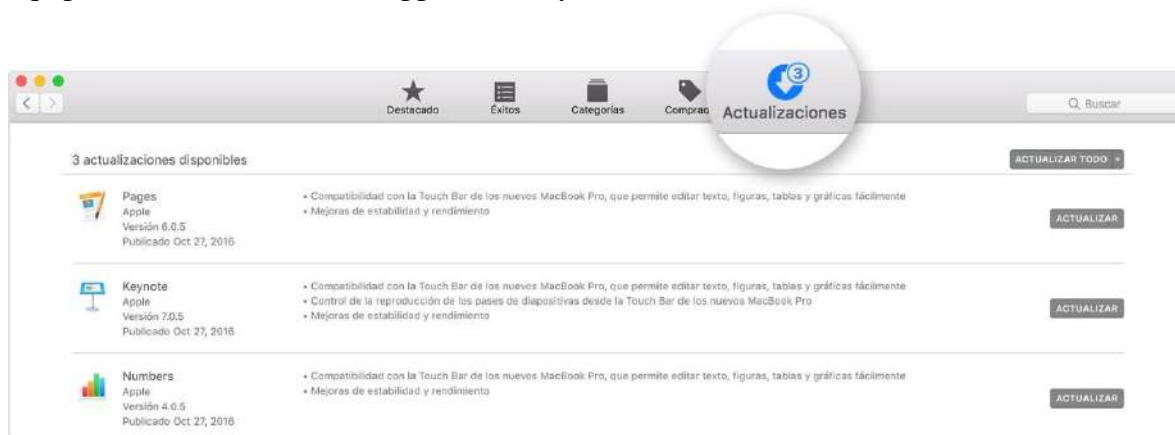 3
Destacado
Éxitos
Categorías
Actualizaciones
Buscar
3 actualizaciones disponibles
ACTUALIZAR TODO
Pages
Apple
Versión 6.0.5
Publicado Oct 27, 2016
• Compatibilidad con la Touch Bar de los nuevos MacBook Pro, que permite editar texto, figuras, tablas y gráficas fácilmente
• Mejoras de estabilidad y rendimiento
ACTUALIZAR
Keynote
Apple
Versión 7.0.5
Publicado Oct 27, 2016
• Compatibilidad con la Touch Bar de los nuevos MacBook Pro, que permite editar texto, figuras, tablas y gráficas fácilmente
• Control de la reproducción de los pases de diapositivas desde la Touch Bar de los nuevos MacBook Pro
• Mejoras de estabilidad y rendimiento
ACTUALIZAR
Numbers
Apple
Versión 4.0.5
Publicado Oct 27, 2016
• Compatibilidad con la Touch Bar de los nuevos MacBook Pro, que permite editar texto, figuras, tablas y gráficas fácilmente
• Mejoras de estabilidad y rendimiento
ACTUALIZAR